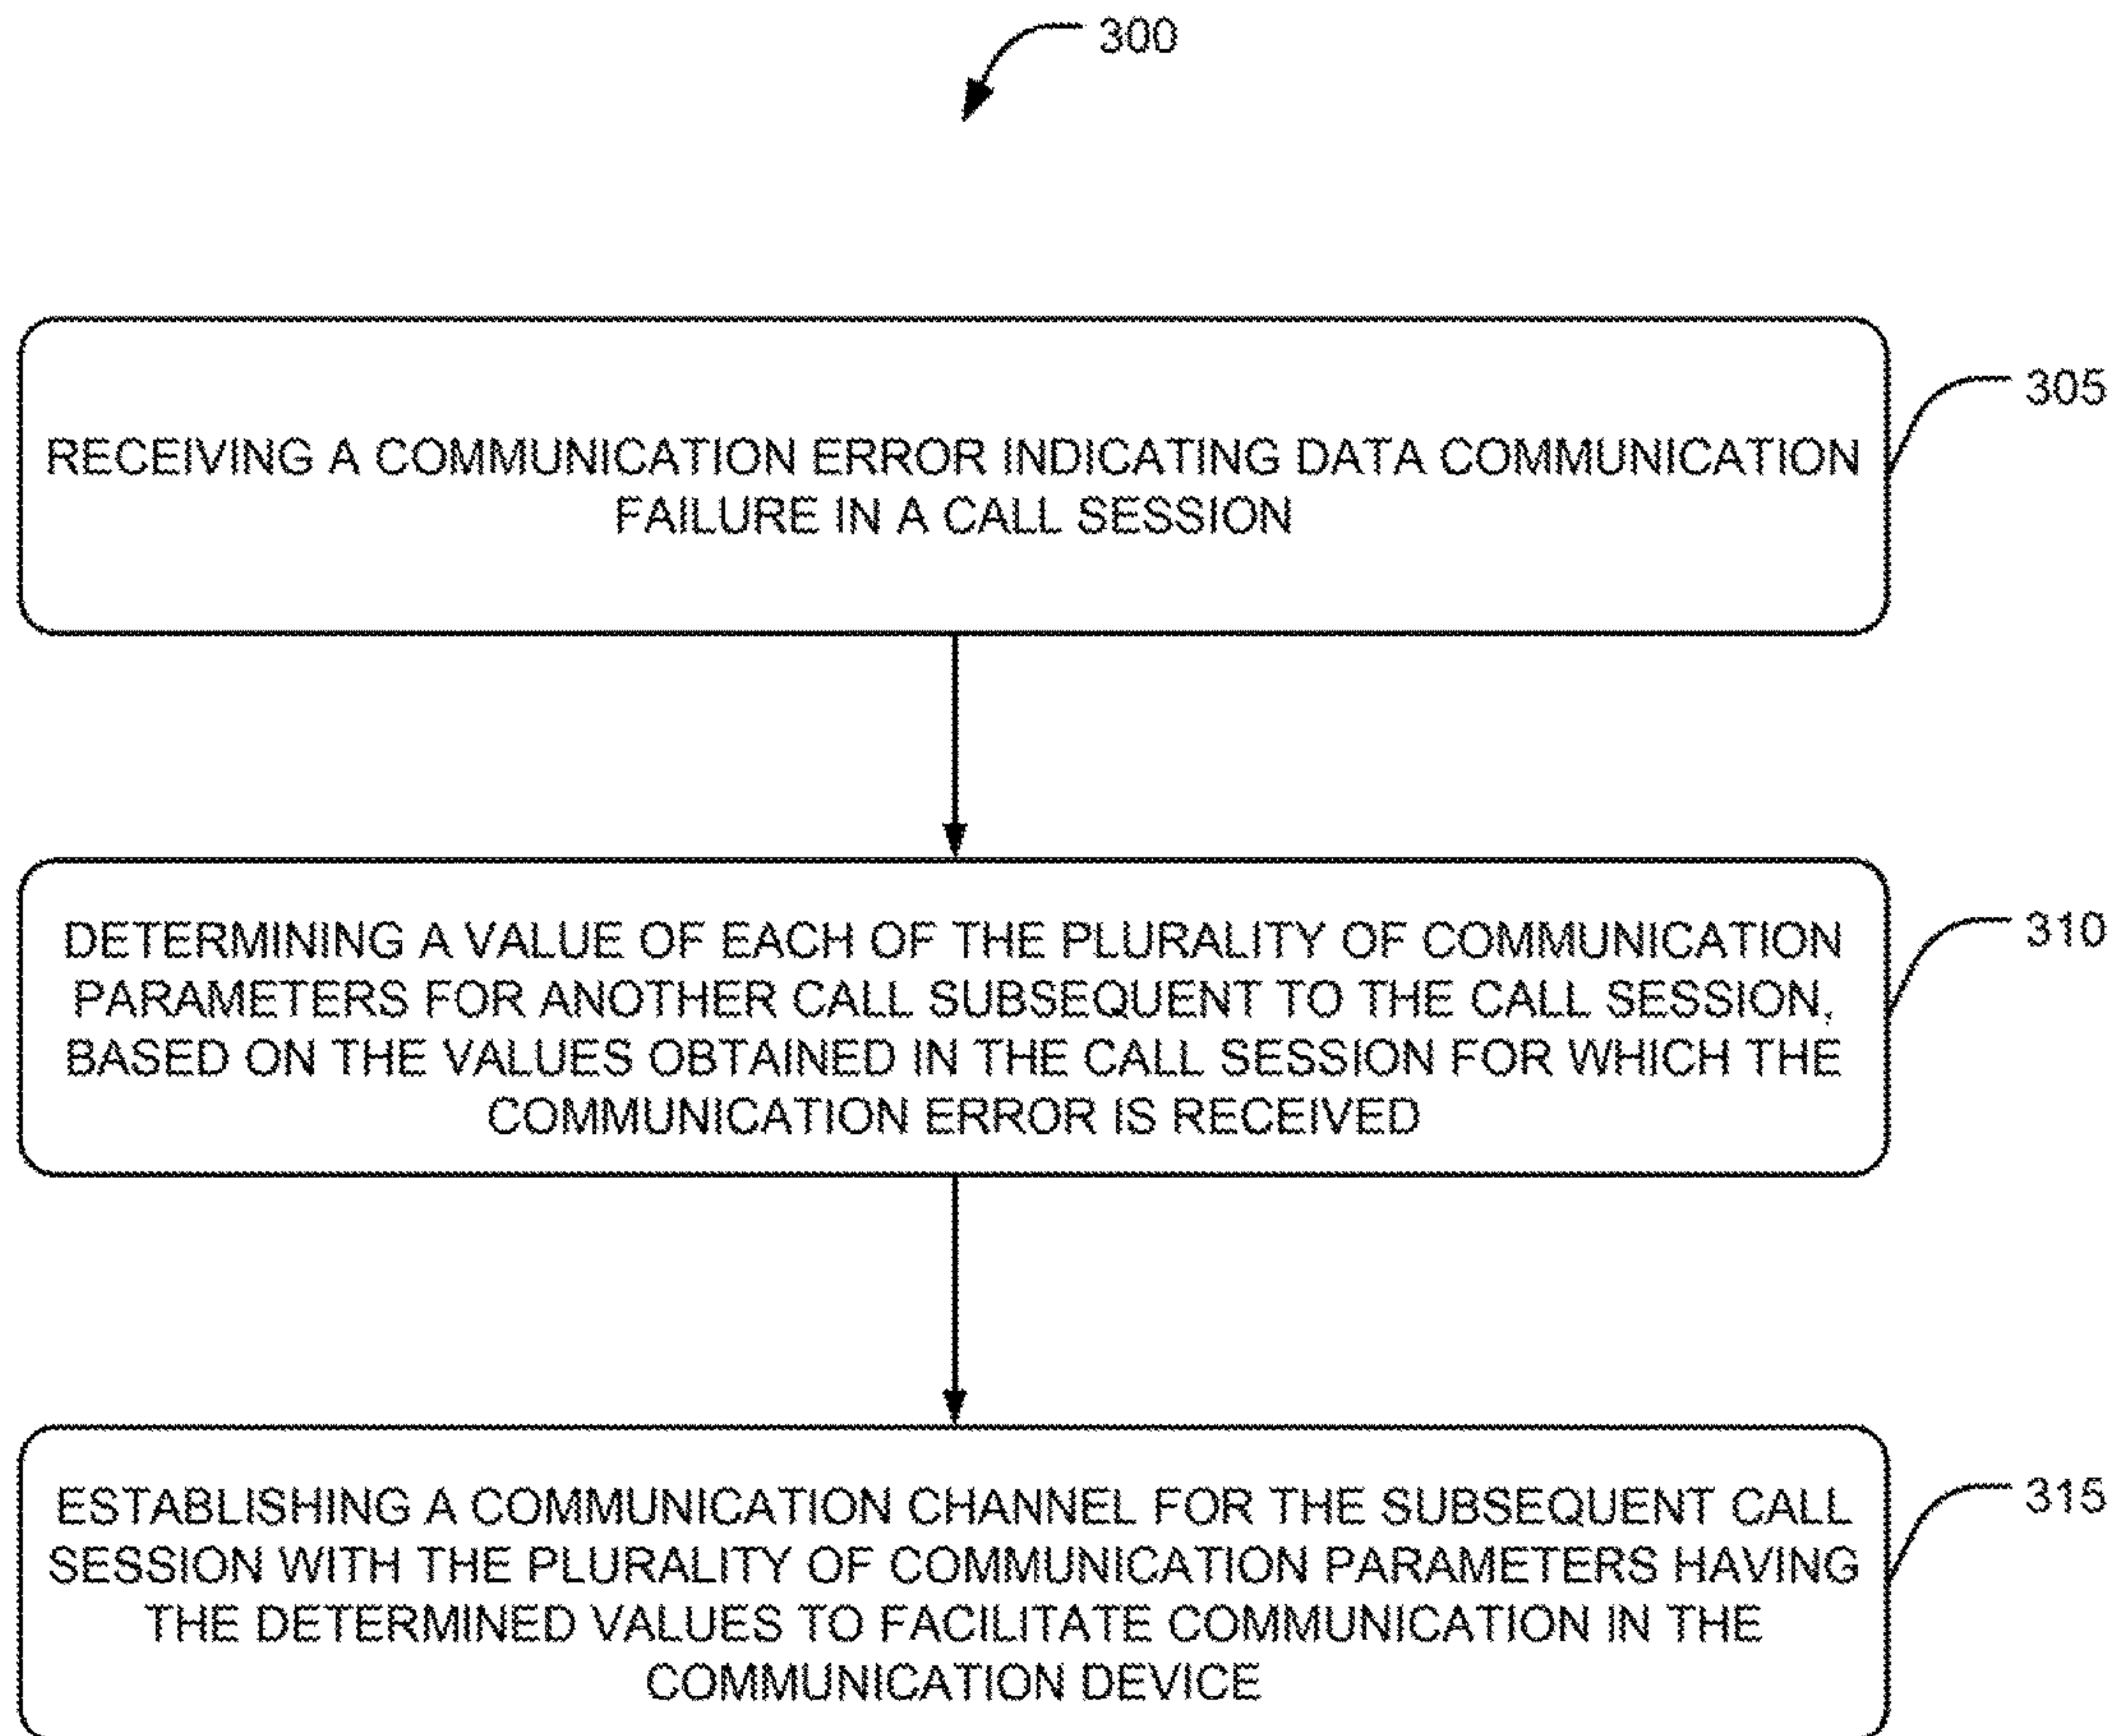 300
305
RECEIVING A COMMUNICATION ERROR INDICATING DATA COMMUNICATION
FAILURE IN A CALL SESSION
310
DETERMINING A VALUE OF EACH OF THE PLURALITY OF COMMUNICATION
PARAMETERS FOR ANOTHER CALL SUBSEQUENT TO THE CALL SESSION,
BASED ON THE VALUES OBTAINED IN THE CALL SESSION FOR WHICH THE
COMMUNICATION ERROR IS RECEIVED
315
ESTABLISHING A COMMUNICATION CHANNEL FOR THE SUBSEQUENT CALL
SESSION WITH THE PLURALITY OF COMMUNICATION PARAMETERS HAVING
THE DETERMINED VALUES TO FACILITATE COMMUNICATION IN THE
COMMUNICATION DEVICE